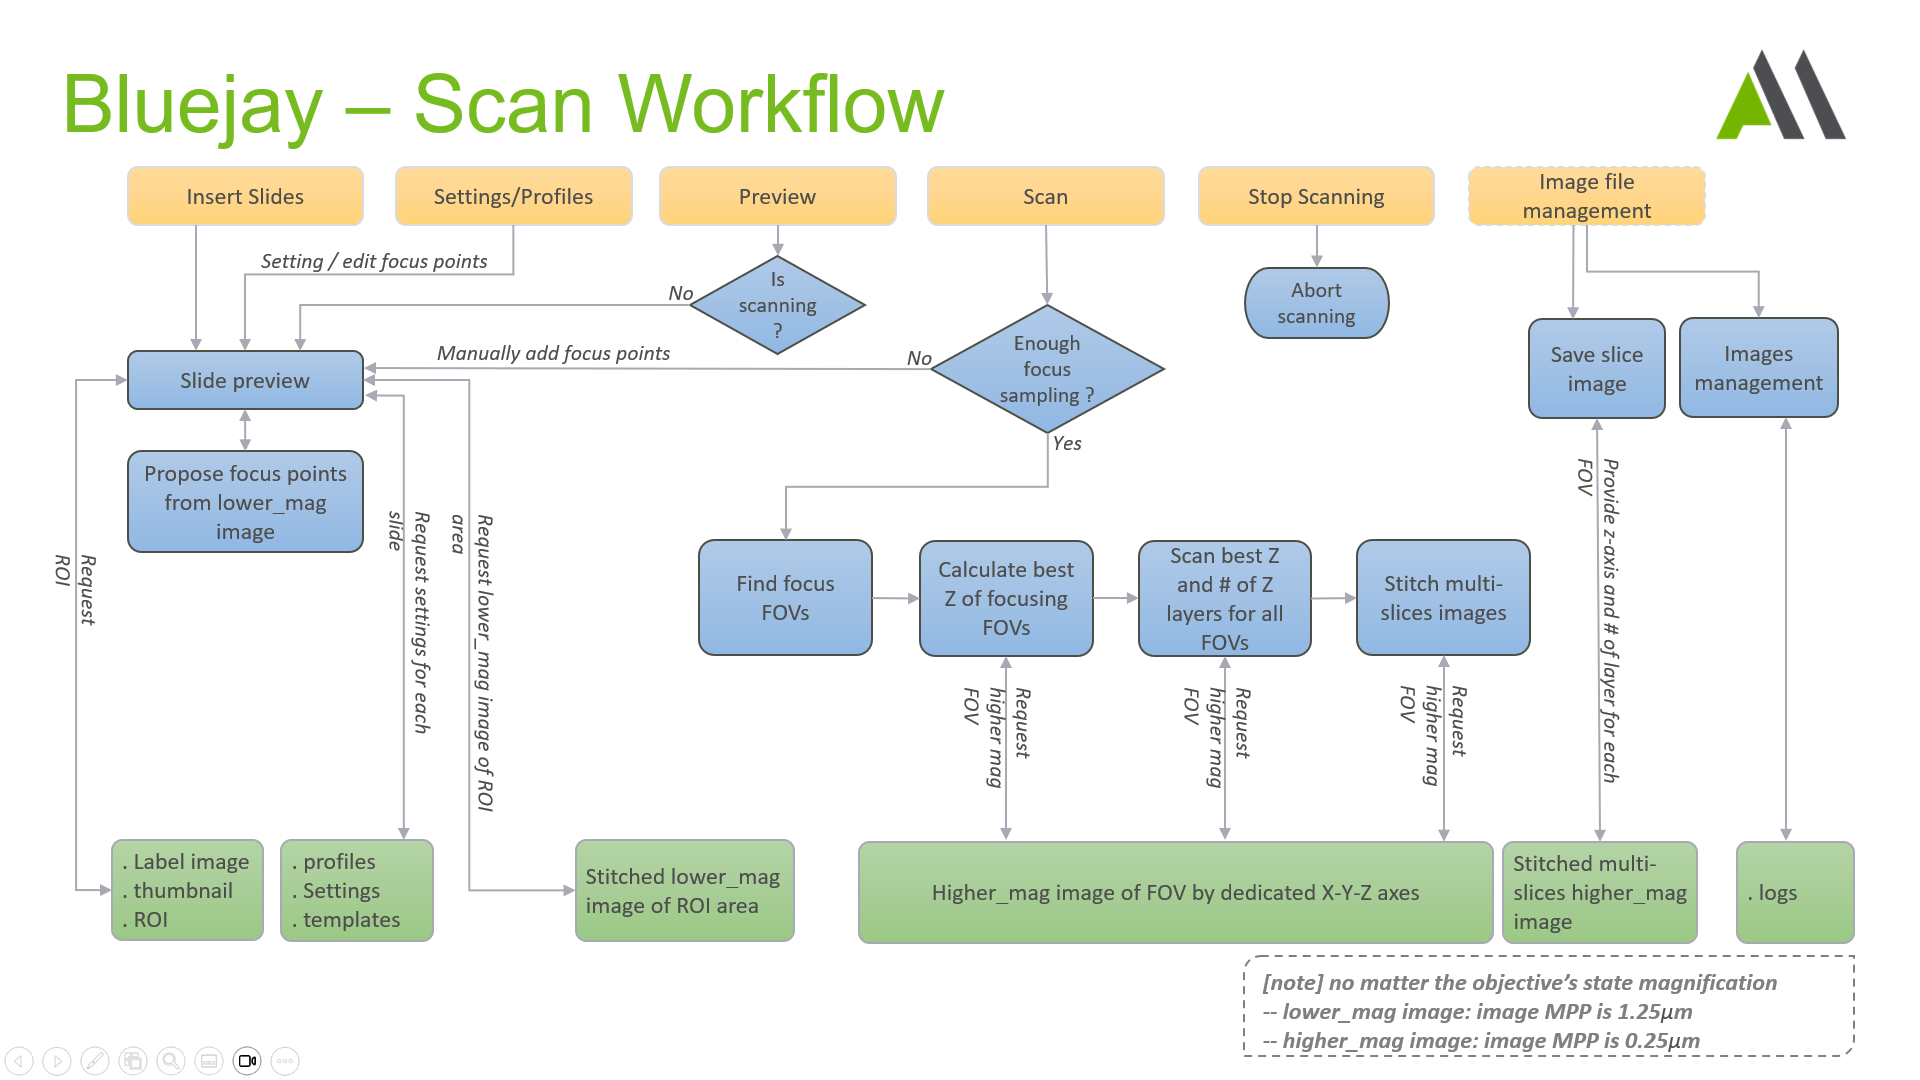 Bluejay – Scan Workflow
Insert Slides
Settings/Profiles
Preview
Scan
Stop Scanning
Image file
management
Setting / edit focus points
Is
scanning
?
No
Abort
scanning
Manually add focus points
No
Enough
focus
sampling ?
Yes
Slide preview
Save slice
image
Images
management
Propose focus points
from lower_mag
image
Request
ROI
Request settings for each
slide
Request lower_mag image of ROI
area
Find focus
FOVs
Calculate best
Z of focusing
FOVs
Scan best Z
and # of Z
layers for all
FOVs
Stitch multi-
slices images
Provide z-axis and # of layer for each
FOV
Request
higher mag
FOV
Request
higher mag
FOV
Request
higher mag
FOV
. Label image
. thumbnail
. ROI
. profiles
. Settings
. templates
Stitched lower_mag
image of ROI area
Higher_mag image of FOV by dedicated X-Y-Z axes
Stitched multi-
slices higher_mag
image
. logs
[note] no matter the objective’s state magnification
-- lower_mag image: image MPP is 1.25µm
-- higher_mag image: image MPP is 0.25µm